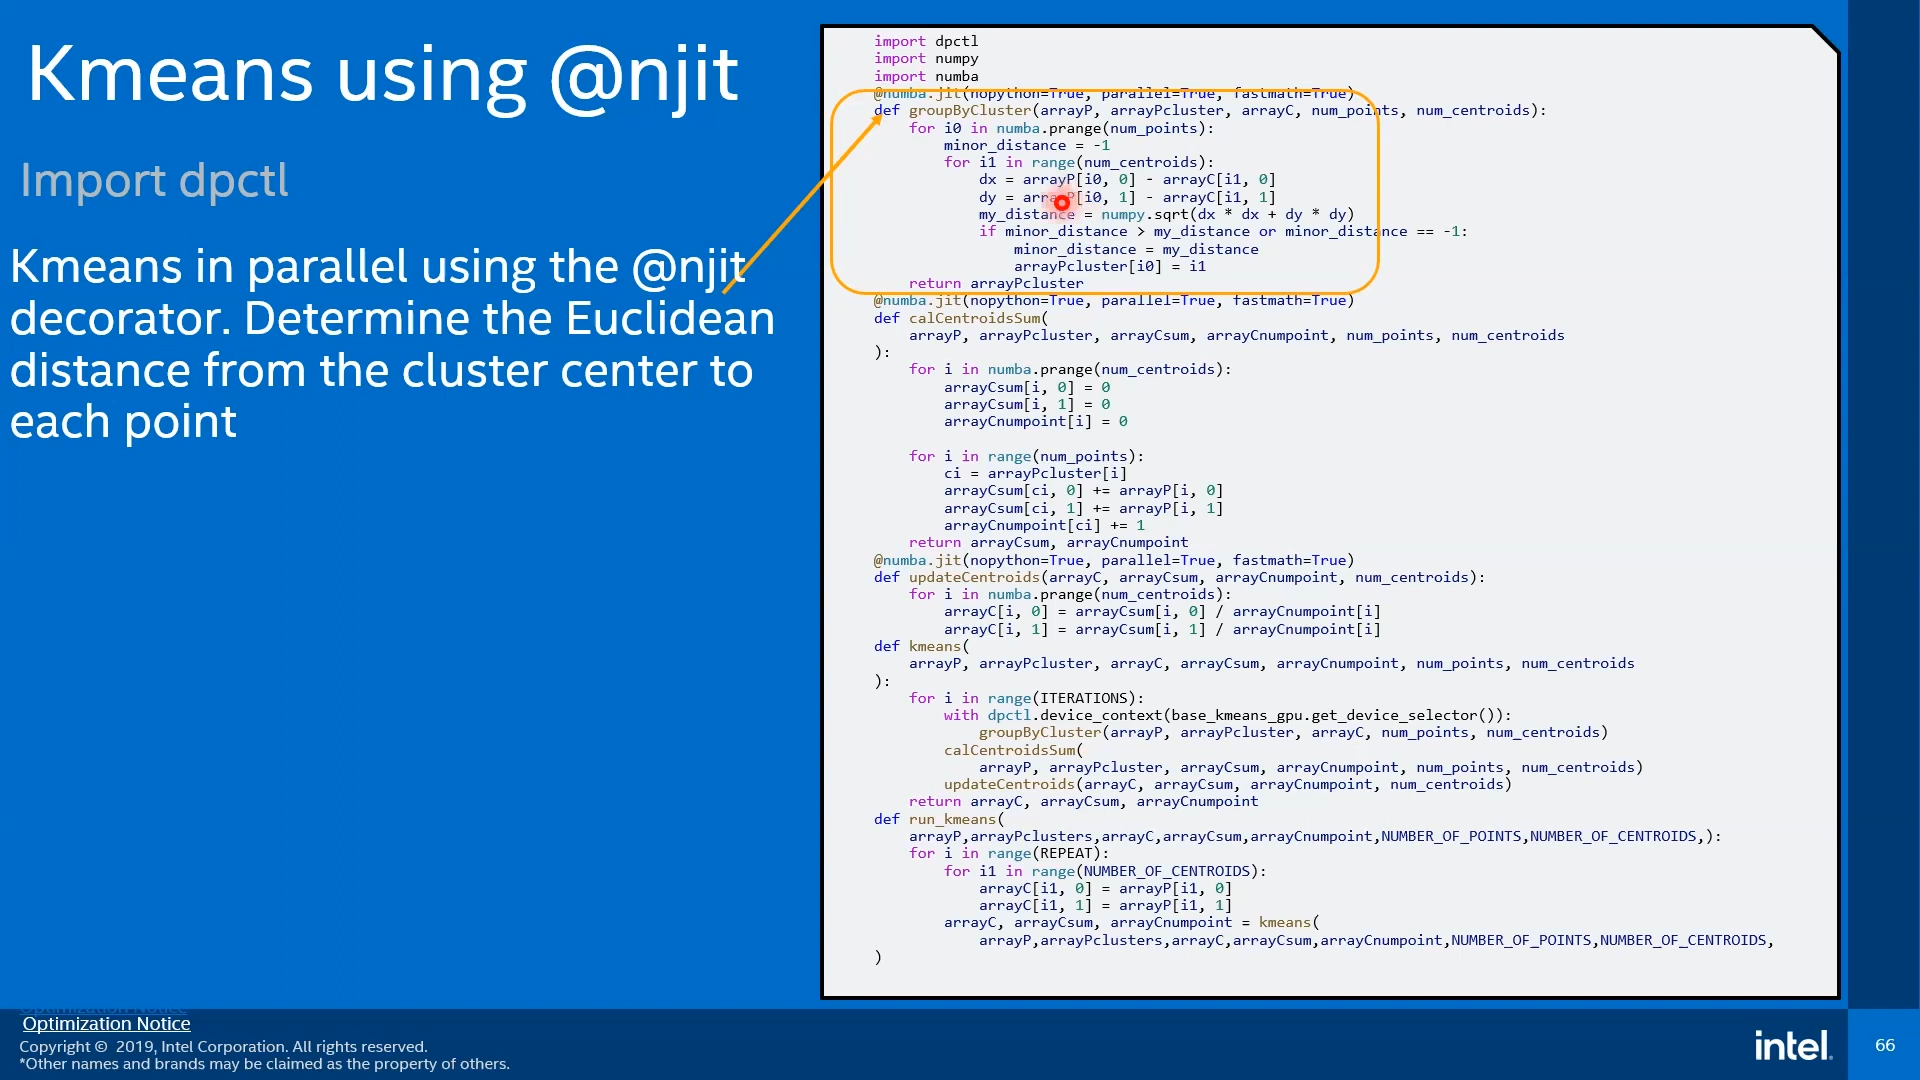 Kmeans using @njit
Import dpctl
Kmeans in parallel using the @njit
decorator. Determine the Euclidean
distance from the cluster center to
each point
import dpctl
import numpy
import numba
@numba.jit(nopython=True, parallel=True, fastmath=True)
def groupByCluster(arrayP, arrayPcluster, arrayC, num_points, num_centroids):
    for i0 in numba.prange(num_points):
        minor_distance = -1
        for i1 in range(num_centroids):
            dx = arrayP[i0, 0] - arrayC[i1, 0]
            dy = arrayP[i0, 1] - arrayC[i1, 1]
            my_distance = numpy.sqrt(dx * dx + dy * dy)
            if minor_distance > my_distance or minor_distance == -1:
                minor_distance = my_distance
                arrayPcluster[i0] = i1
    return arrayPcluster
@numba.jit(nopython=True, parallel=True, fastmath=True)
def calCentroidsSum(
    arrayP, arrayPcluster, arrayCsum, arrayCnumpoint, num_points, num_centroids
):
    for i in numba.prange(num_centroids):
        arrayCsum[i, 0] = 0
        arrayCsum[i, 1] = 0
        arrayCnumpoint[i] = 0
    for i in range(num_points):
        ci = arrayPcluster[i]
        arrayCsum[ci, 0] += arrayP[i, 0]
        arrayCsum[ci, 1] += arrayP[i, 1]
        arrayCnumpoint[ci] += 1
    return arrayCsum, arrayCnumpoint
@numba.jit(nopython=True, parallel=True, fastmath=True)
def updateCentroids(arrayC, arrayCsum, arrayCnumpoint, num_centroids):
    for i in numba.prange(num_centroids):
        arrayC[i, 0] = arrayCsum[i, 0] / arrayCnumpoint[i]
        arrayC[i, 1] = arrayCsum[i, 1] / arrayCnumpoint[i]
def kmeans(
    arrayP, arrayPcluster, arrayC, arrayCsum, arrayCnumpoint, num_points, num_centroids
):
    for i in range(ITERATIONS):
        with dpctl.device_context(base_kmeans_gpu.get_device_selector()):
            groupByCluster(arrayP, arrayPcluster, arrayC, num_points, num_centroids)
        calCentroidsSum(
            arrayP, arrayPcluster, arrayCsum, arrayCnumpoint, num_points, num_centroids)
        updateCentroids(arrayC, arrayCsum, arrayCnumpoint, num_centroids)
    return arrayC, arrayCsum, arrayCnumpoint
def run_kmeans(
    arrayP,arrayPclusters,arrayC,arrayCsum,arrayCnumpoint,NUMBER_OF_POINTS,NUMBER_OF_CENTROIDS,):
    for i in range(REPEAT):
        for i1 in range(NUMBER_OF_CENTROIDS):
            arrayC[i1, 0] = arrayP[i1, 0]
            arrayC[i1, 1] = arrayP[i1, 1]
        arrayC, arrayCsum, arrayCnumpoint = kmeans(
            arrayP,arrayPclusters,arrayC,arrayCsum,arrayCnumpoint,NUMBER_OF_POINTS,NUMBER_OF_CENTROIDS,
)
Optimization Notice
Optimization Notice
Copyright © 2019, Intel Corporation. All rights reserved.
*Other names and brands may be claimed as the property of others.
intel.
66